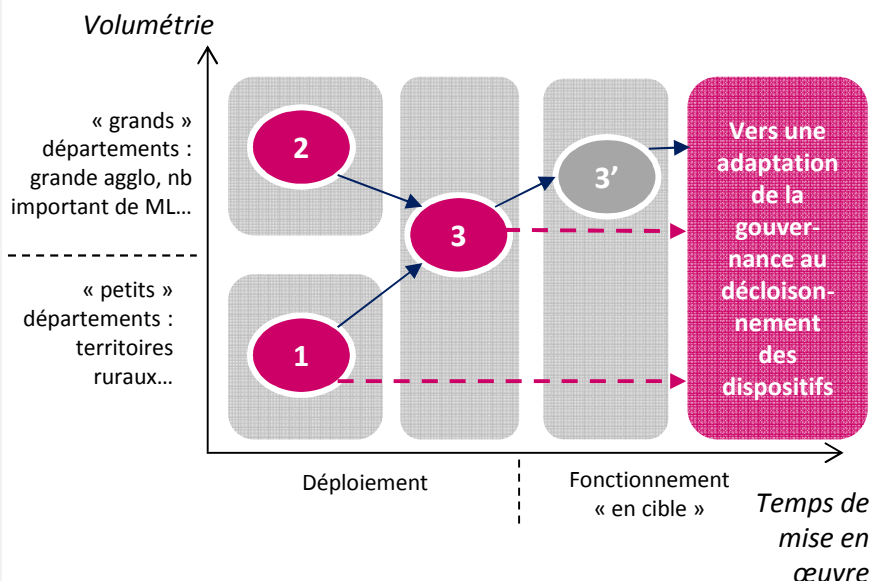 Volumétrie
« grands »
départements :
grande agglo, nb
important de ML…
« petits »
départements :
territoires
ruraux…
2
1
3
3’
Vers une
adaptation
de la
gouver-
nance au
décloison-
nement
des
dispositifs
Déploiement
Fonctionnement
« en cible »
Temps de
mise en
œuvre